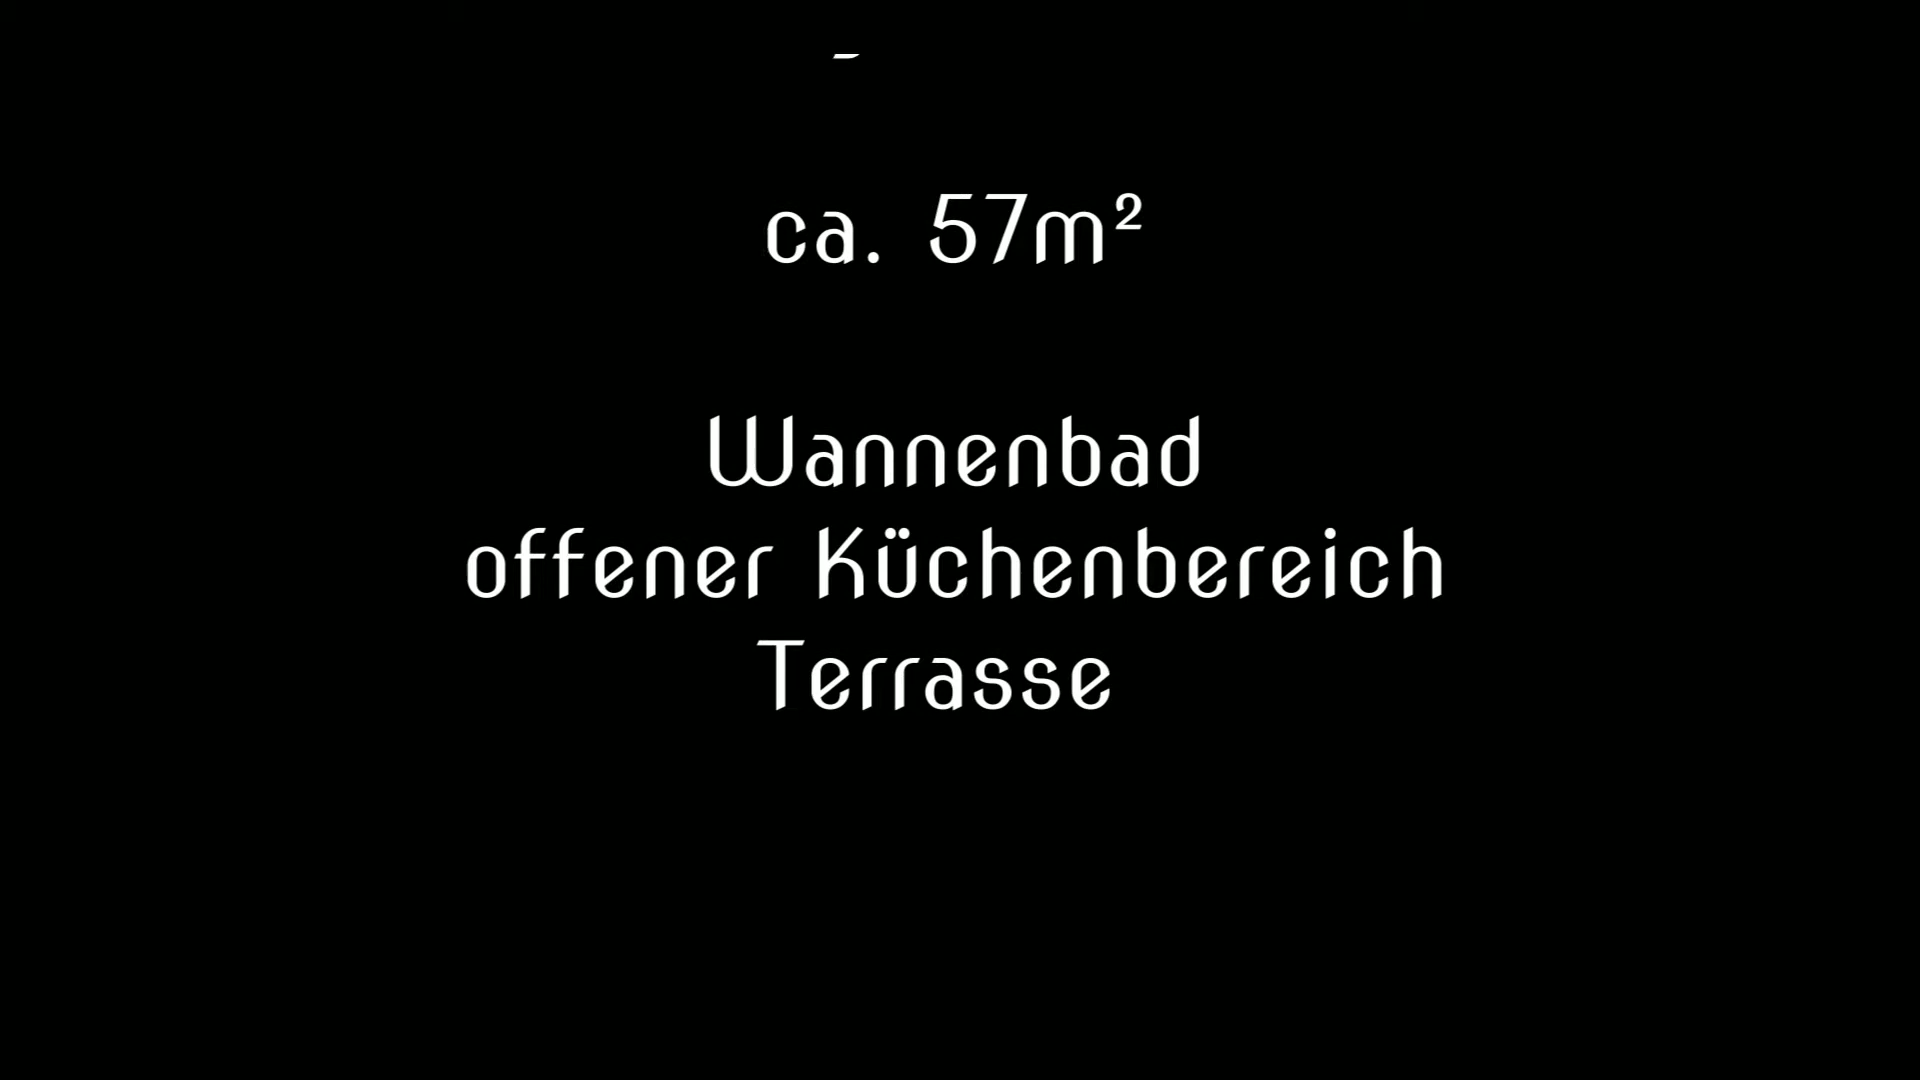 ca. 57m²
Wannenbad
offener Küchenbereich
Terrasse